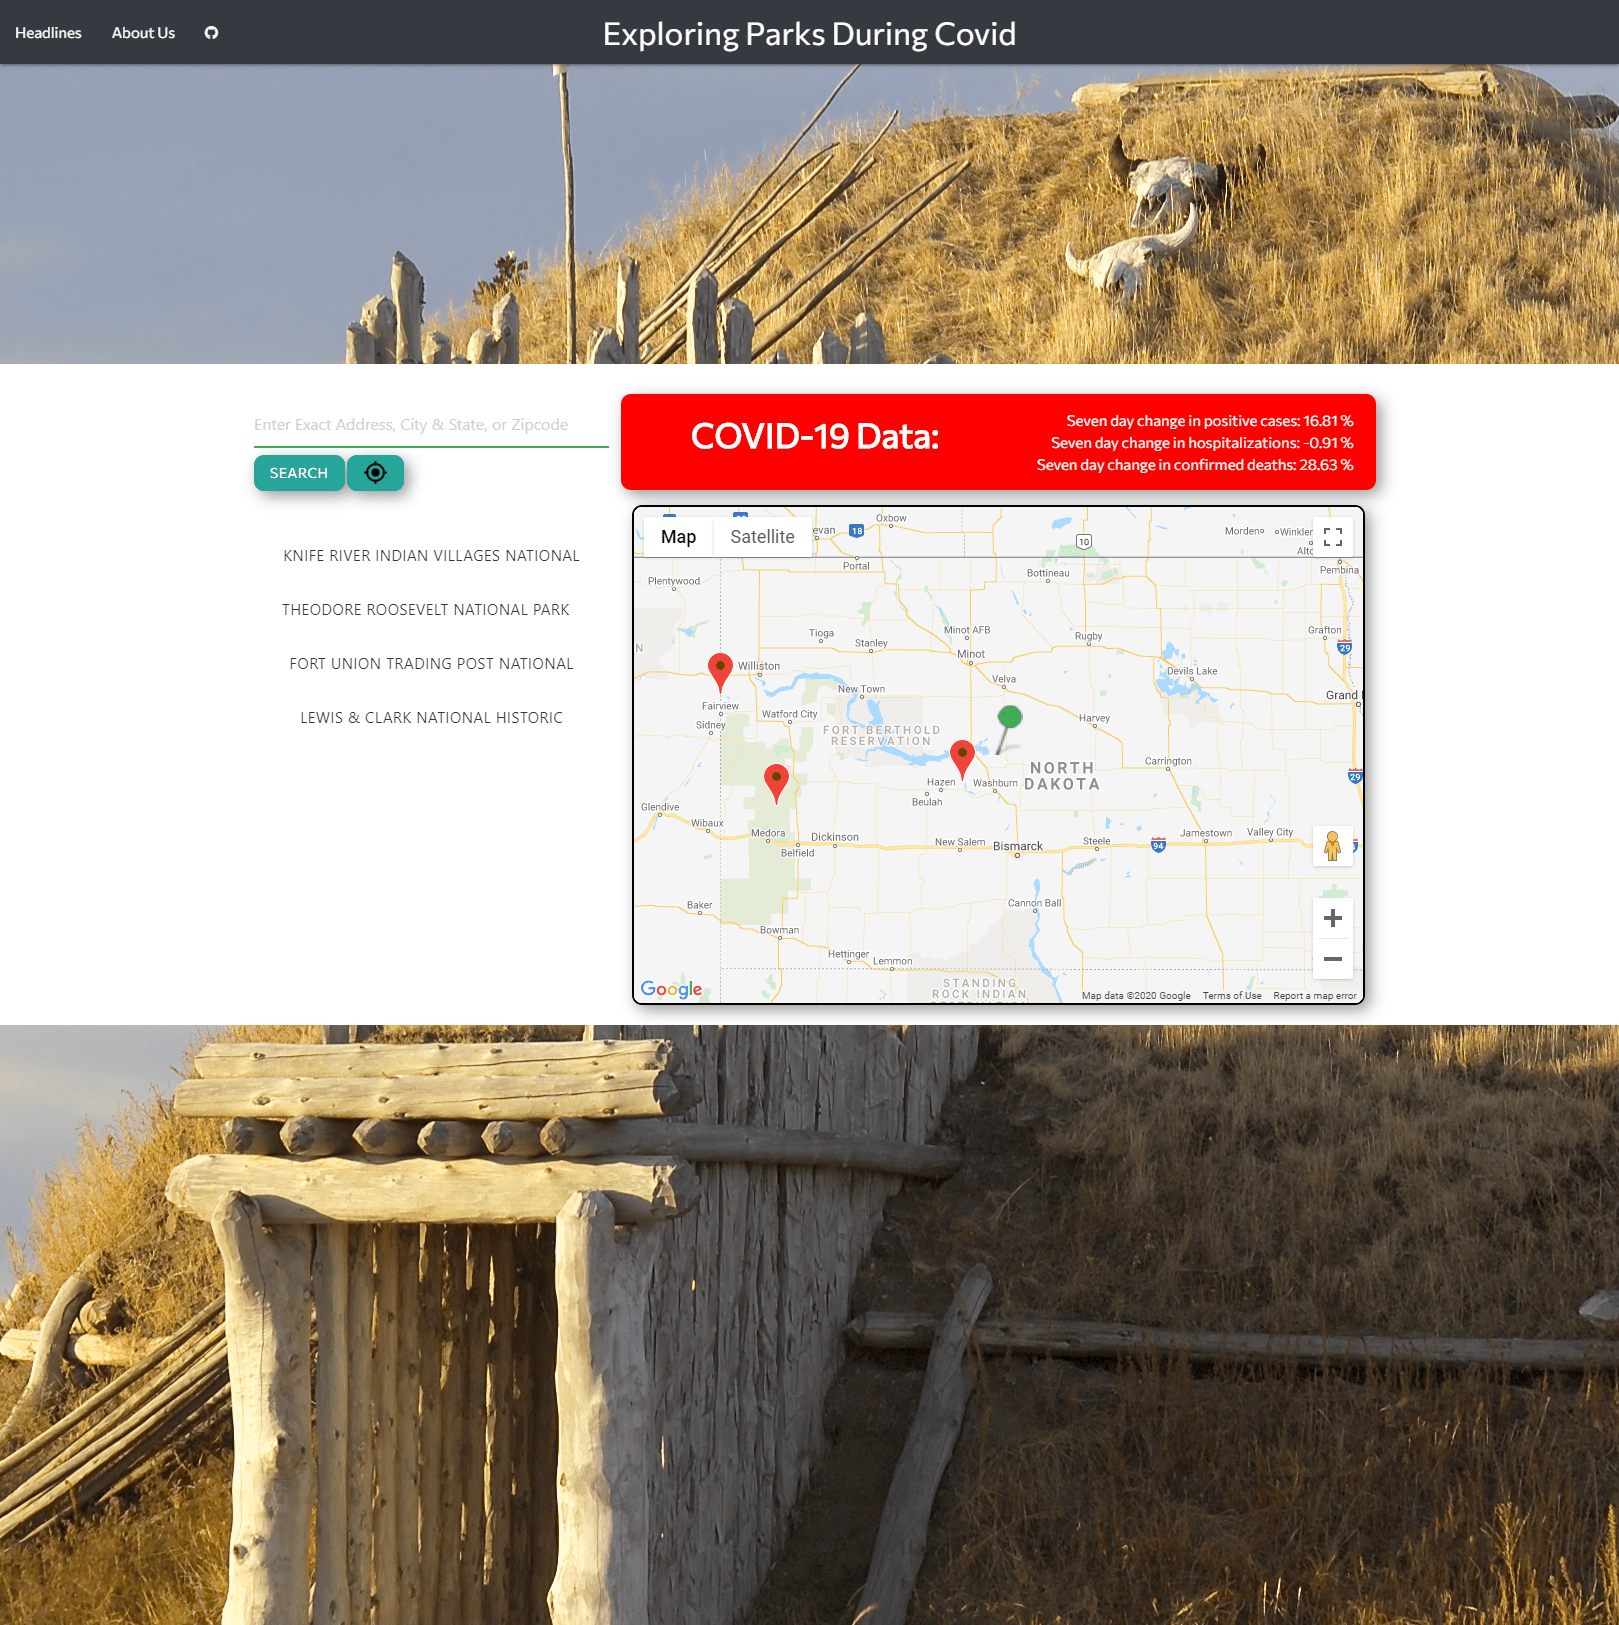 Headlines
About Us
Exploring Parks During Covid
Enter Exact Address, City & State, or Zipcode
SEARCH
KNIFE RIVER INDIAN VILLAGES NATIONAL
THEODORE ROOSEVELT NATIONAL PARK
FORT UNION TRADING POST NATIONAL
LEWIS & CLARK NATIONAL HISTORIC
COVID-19 Data:
Seven day change in positive cases: 16.81 %
Seven day change in hospitalizations: -0.91 %
Seven day change in confirmed deaths: 28.63 %
Map
Satellite
Oxbow
18
10
Morden
Portal
Bottineau
Pembina
Plentywood
Tioga
Stanley
Minot AFB
Rugby
Grafton
29
Minot
Williston
Devils Lake
Velva
New Town
Grand
Fairview
Watford City
Sidney
Harvey
FORT BERTHOLD
RESERVATION
Carrington
NORTH
DAKOTA
29
Hazen
Washburn
Beulah
Glendive
Wibaux
Medora
Dickinson
Belfield
New Salem
Bismarck
Steele
94
Jamestown
Valley City
Baker
Cannon Ball
Bowman
Hettinger
Lemmon
STANDING
ROCK INDIAN
Google
Map data ©2020 Google
Terms of Use
Report a map error